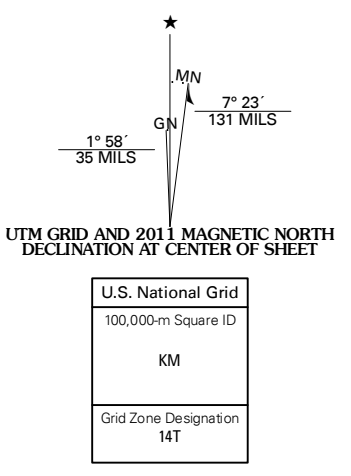 ★
MN
7° 23´
131 MILS
GN
1° 58´
35 MILS
UTM GRID AND 2011 MAGNETIC NORTH
DECLINATION AT CENTER OF SHEET
U.S. National Grid
100,000-m Square ID
KM
Grid Zone Designation
14T